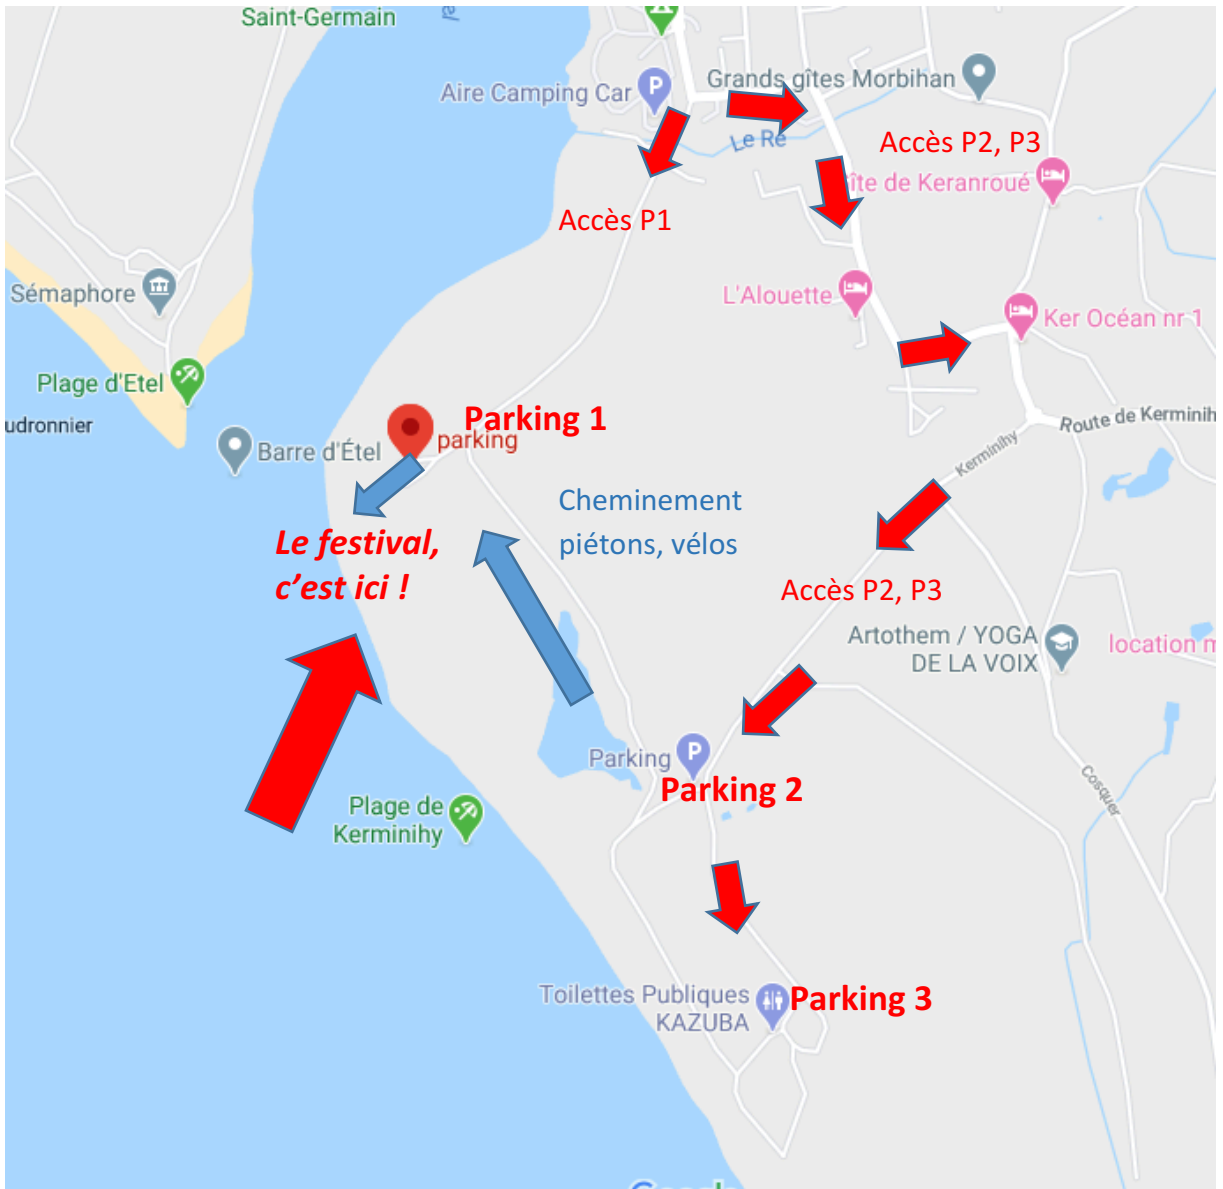 Saint-Germain
Aire Camping Car
Grands gîtes Morbihan
Le Ré
Accès P2, P3
îte de Keranroué
Accès P1
Sémaphore
L'Alouette
Ker Océan nr 1
Plage d'Etel
udronnier
Parking 1
parking
Barre d'Étel
Route de Kerminih
Kerminihy
Cheminement
piétons, vélos
Le festival,
c'est ici !
Accès P2, P3
Artothem / YOGA
DE LA VOIX
location m
Parking
P
Parking 2
Cosquer
Plage de
Kerminihy
Toilettes Publiques
KAZUBA
Parking 3
P